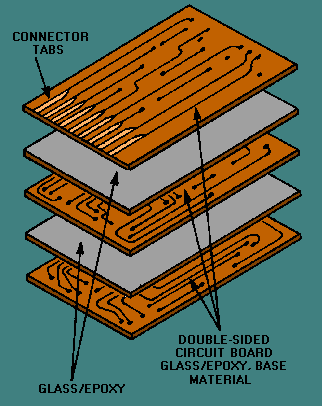 CONNECTOR
TABS
DOUBLE-SIDED
CIRCUIT BOARD
GLASS/EPOXY, BASE
MATERIAL
GLASS/EPOXY